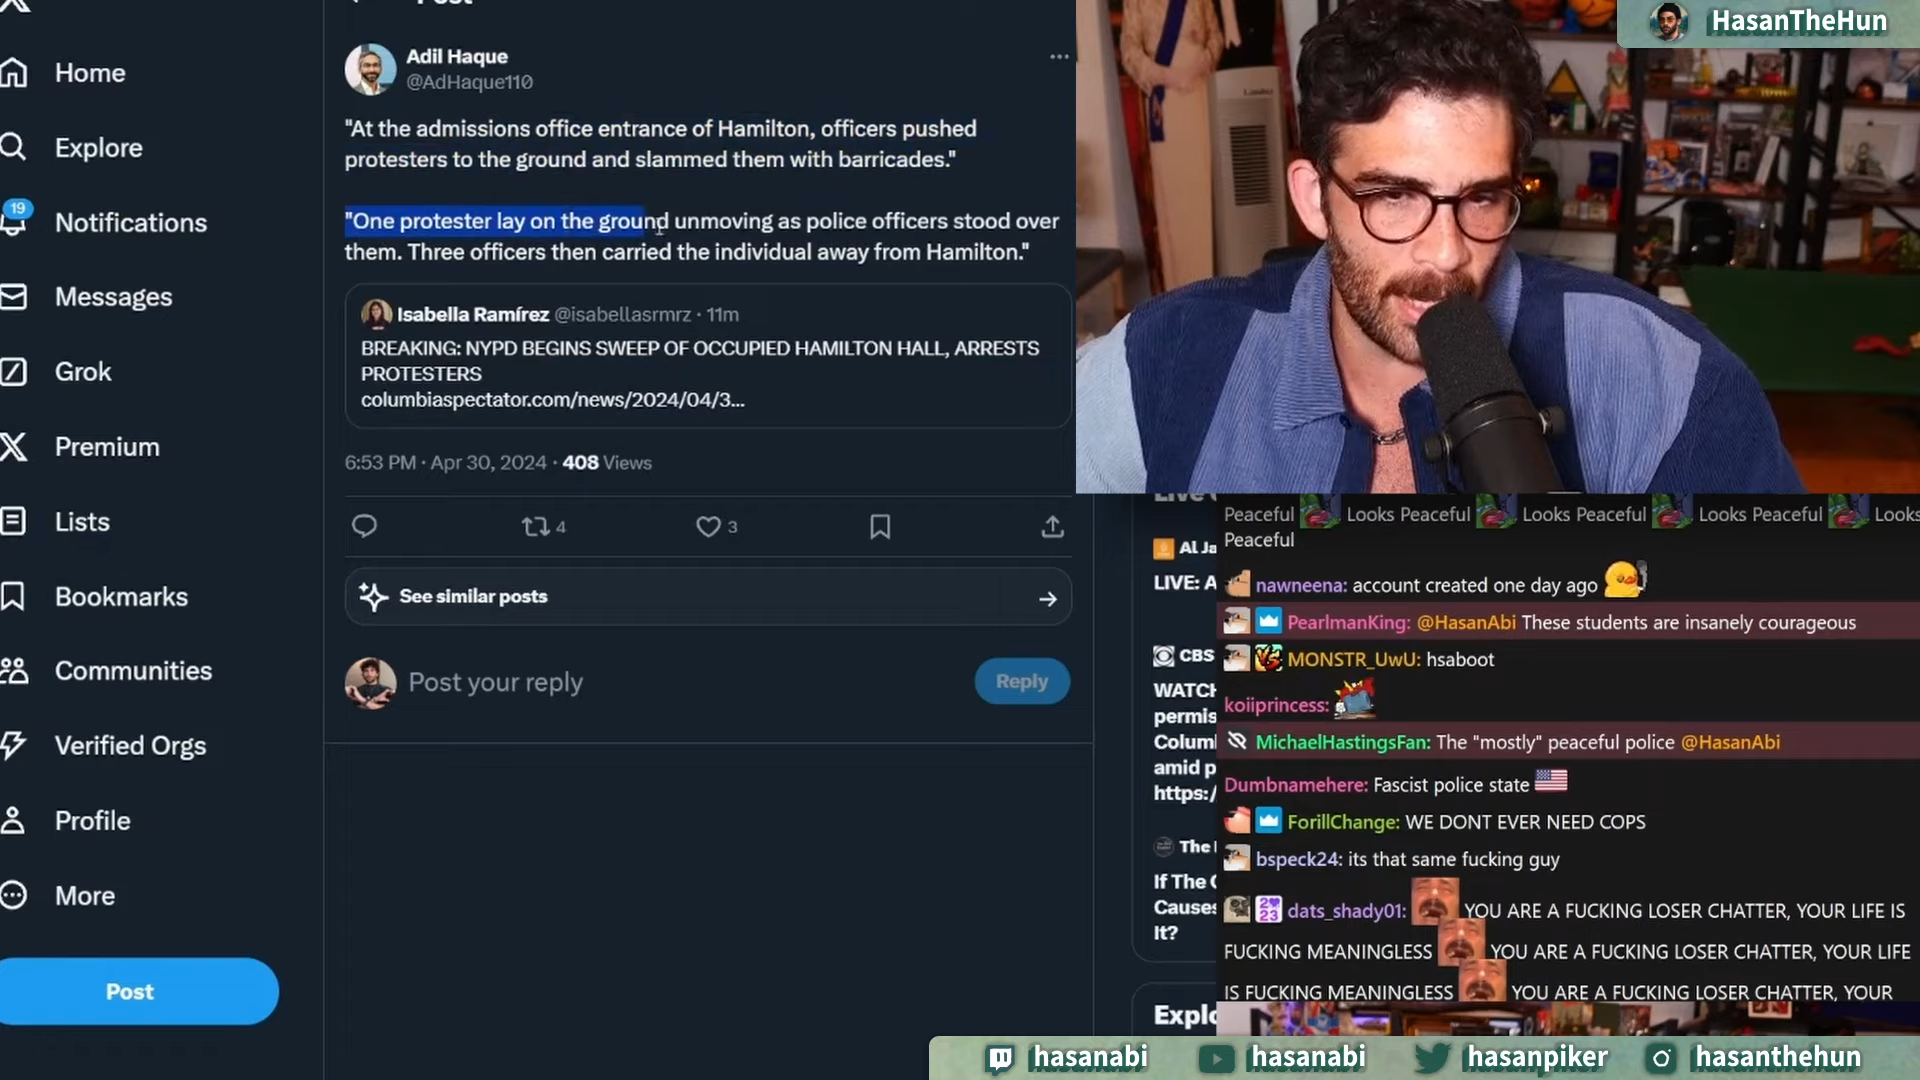 Post
Home
Explore
19
Notifications
Messages
Grok
Premium
Lists
Bookmarks
Communities
Verified Orgs
Profile
More
Post
Adil Haque
@AdHaque110
"At the admissions office entrance of Hamilton, officers pushed
protesters to the ground and slammed them with barricades."
"One protester lay on the ground unmoving as police officers stood over
them. Three officers then carried the individual away from Hamilton."
Isabella Ramírez @isabellasrmrz · 11m
BREAKING: NYPD BEGINS SWEEP OF OCCUPIED HAMILTON HALL, ARRESTS
PROTESTERS
columbiaspectator.com/news/2024/04/3...
6:53 PM · Apr 30, 2024 · 408 Views
4
3
See similar posts
Post your reply
Reply
Live
Al Ja
LIVE: A
CBS
WATCH
permis
Columl
amid p
https:/
The
If The
Causes
It?
Explo
HasanTheHun
Peaceful Looks Peaceful Looks Peaceful Looks Peaceful Looks
Peaceful
nawneena: account created one day ago
PearlmanKing: @HasanAbi These students are insanely courageous
MONSTR_UwU: hsaboot
koiiprincess:
MichaelHastingsFan: The "mostly" peaceful police @HasanAbi
Dumbnamehere: Fascist police state
ForillChange: WE DONT EVER NEED COPS
bspeck24: its that same fucking guy
dats_shady01: YOU ARE A FUCKING LOSER CHATTER, YOUR LIFE IS
FUCKING MEANINGLESS YOU ARE A FUCKING LOSER CHATTER, YOUR LIFE
IS FUCKING MEANINGLESS YOU ARE A FUCKING LOSER CHATTER, YOUR
hasanabi hasanabi hasanpiker hasanthehun